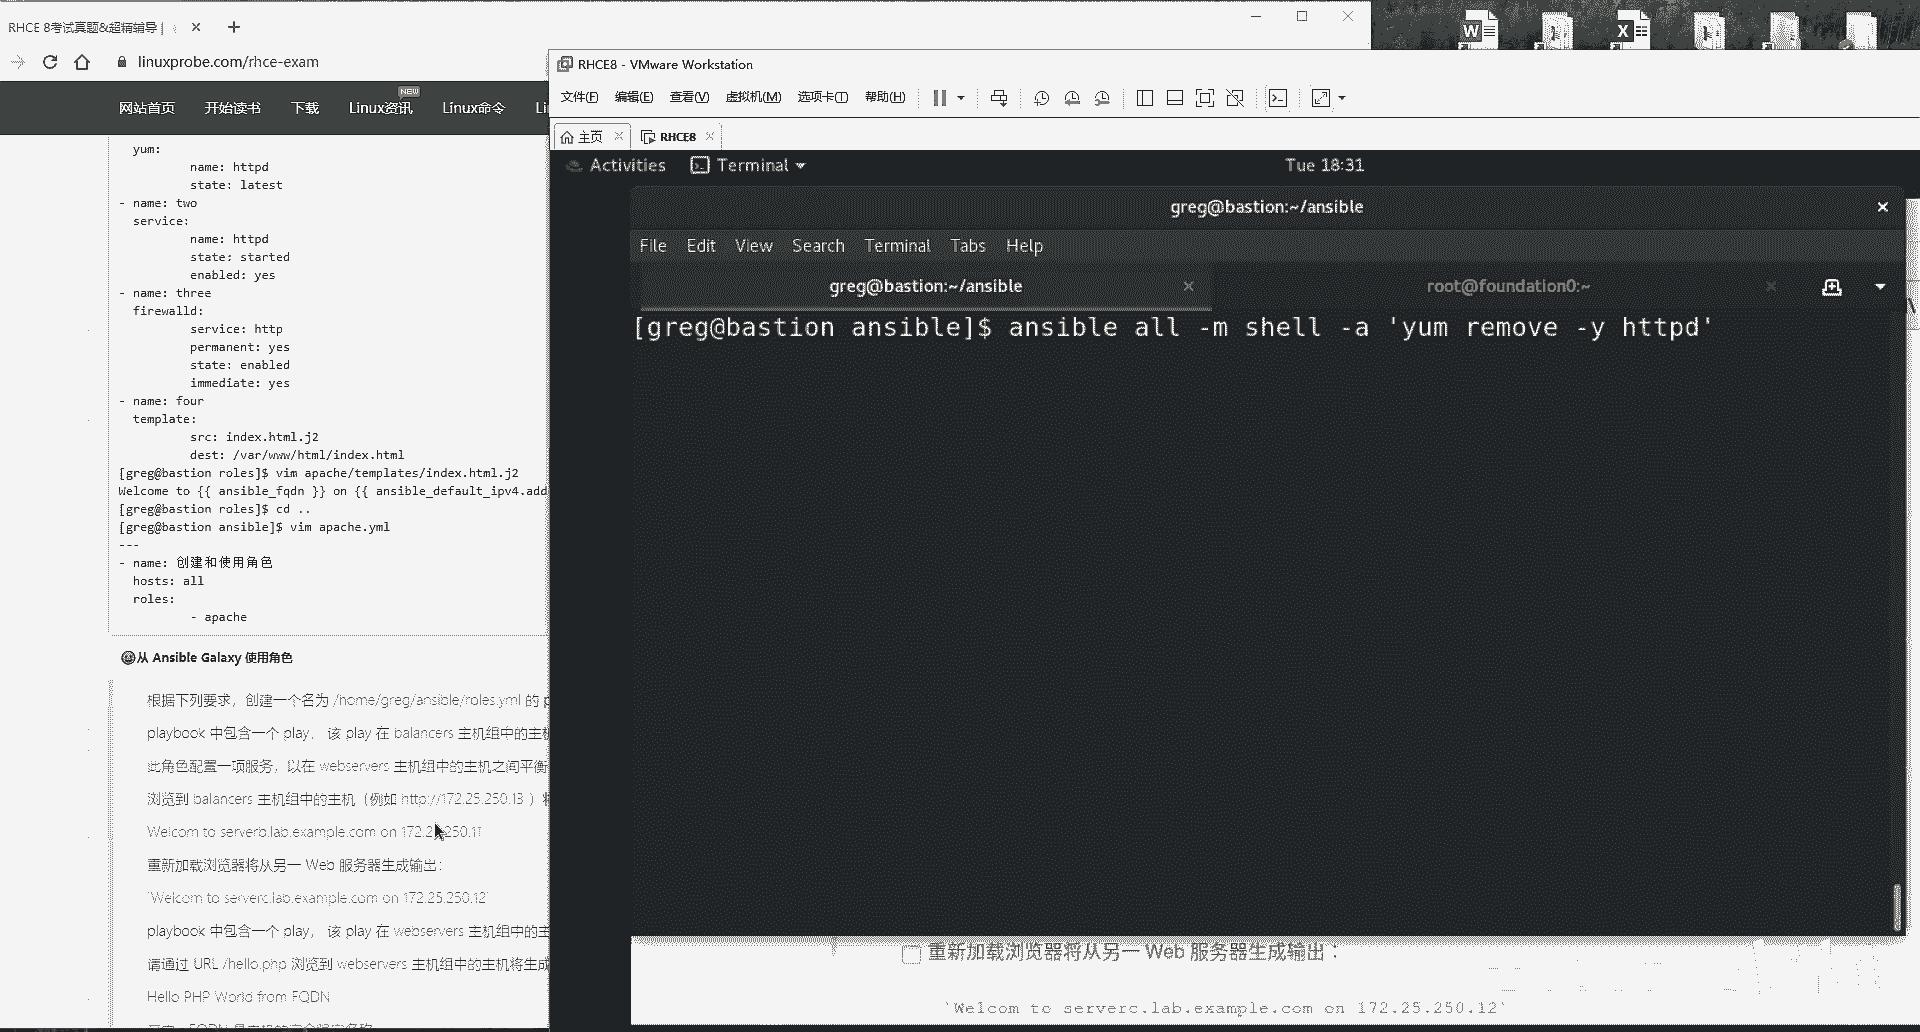 RHCE 8考试真题&超精辅导 |
linuxprobe.com/rhce-exam
网站首页 开始读书 下载 Linux资讯 NEW Linux命令
yum:
name: httpd
state: latest
- name: two
service:
name: httpd
state: started
enabled: yes
- name: three
firewalld:
service: http
permanent: yes
state: enabled
immediate: yes
- name: four
template:
src: index.html.j2
dest: /var/www/html/index.html
[greg@bastion roles]$ vim apache/templates/index.html.j2
Welcome to {{ ansible_fqdn }} on {{ ansible_default_ipv4.add
[greg@bastion roles]$ cd ..
[greg@bastion ansible]$ vim apache.yml
---
- name: 创建和使用角色
hosts: all
roles:
- apache
从 Ansible Galaxy 使用角色
根据下列要求，创建一个名为 /home/greg/ansible/roles.yml 的
playbook 中包含一个 play， 该 play 在 balancers 主机组中的主机
此角色配置一项服务，以在 webservers 主机组中的主机之间平衡
浏览到 balancers 主机组中的主机（例如 http://172.25.250.13 ）
Welcom to serverb.lab.example.com on 172.25.250.11
重新加载浏览器将从另一 Web 服务器生成输出：
`Welcom to serverc.lab.example.com on 172.25.250.12`
playbook 中包含一个 play， 该 play 在 webservers 主机组中的主
请通过 URL /hello.php 浏览到 webservers 主机组中的主机将生成
Hello PHP World from FQDN
RHCE8 - VMware Workstation
文件(F) 编辑(E) 查看(V) 虚拟机(M) 选项卡(T) 帮助(H)
主页 RHCE8
Activities Terminal Tue 18:31
greg@bastion:~/ansible
File Edit View Search Terminal Tabs Help
greg@bastion:~/ansible root@foundation0:~
[greg@bastion ansible]$ ansible all -m shell -a 'yum remove -y httpd'
重新加载浏览器将从另一 Web 服务器生成输出：
`Welcom to serverc.lab.example.com on 172.25.250.12`